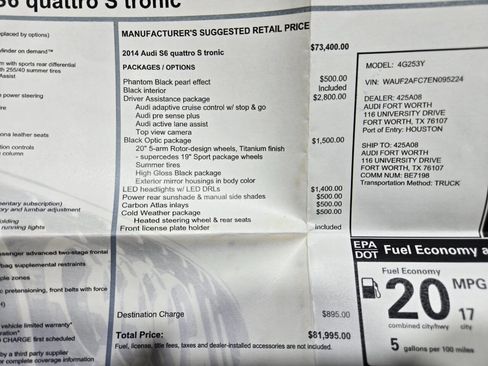 S6 quattro S tronic
placed by options)
cylinder on demand™
m with sports rear differential
h 255/40 summer tires
Assist
power steering
ire
ona leather seats
ition controls
column
mentary subscription)
ory and lumbar adjustment
folding
running lights
ssenger advanced two-stage frontal
rbag supplemental restraints
ple zones
c pretensioning, front belts with force
H)
vehicle limited warranty*
oration*
O CHARGE first scheduled
by a third party supplier
or complete coverage information
MANUFACTURER'S SUGGESTED RETAIL PRICE
2014 Audi S6 quattro S tronic $73,400.00
PACKAGES / OPTIONS
Phantom Black pearl effect $500.00
Black interior Included
Driver Assistance package $2,800.00
Audi adaptive cruise control w/ stop & go
Audi pre sense plus
Audi active lane assist
Top view camera
Black Optic package $1,500.00
20" 5-arm Rotor-design wheels, Titanium finish
- supercedes 19" Sport package wheels
Summer tires
High Gloss Black package
Exterior mirror housings in body color
LED headlights w/ LED DRLs $1,400.00
Power rear sunshade & manual side shades $500.00
Carbon Atlas inlays $500.00
Cold Weather package $500.00
Heated steering wheel & rear seats
Front license plate holder Included
Destination Charge $895.00
Total Price: $81,995.00
Fuel, license, title fees, taxes and dealer-installed accessories are not included.
MODEL: 4G253Y
VIN: WAUF2AFC7EN095224
DEALER: 425A08
AUDI FORT WORTH
116 UNIVERSITY DRIVE
FORT WORTH, TX 76107
Port of Entry: HOUSTON
SHIP TO: 425A08
AUDI FORT WORTH
116 UNIVERSITY DRIVE
FORT WORTH, TX 76107
COMM NUM: BE7198
Transportation Method: TRUCK
EPA
DOT
Fuel Economy a
Fuel Economy
20 MPG
17
combined city/hwy city
5 gallons per 100 miles